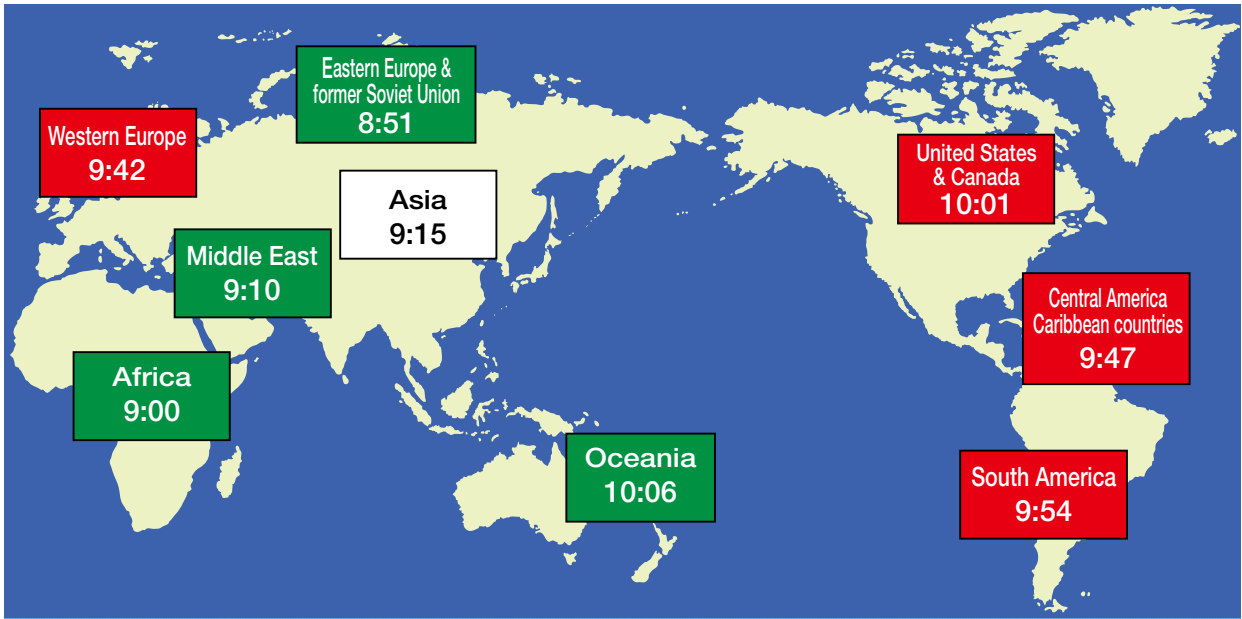 Eastern Europe &
former Soviet Union
8:51
Western Europe
9:42
United States
& Canada
10:01
Asia
9:15
Middle East
9:10
Central America
Caribbean countries
9:47
Africa
9:00
Oceania
10:06
South America
9:54